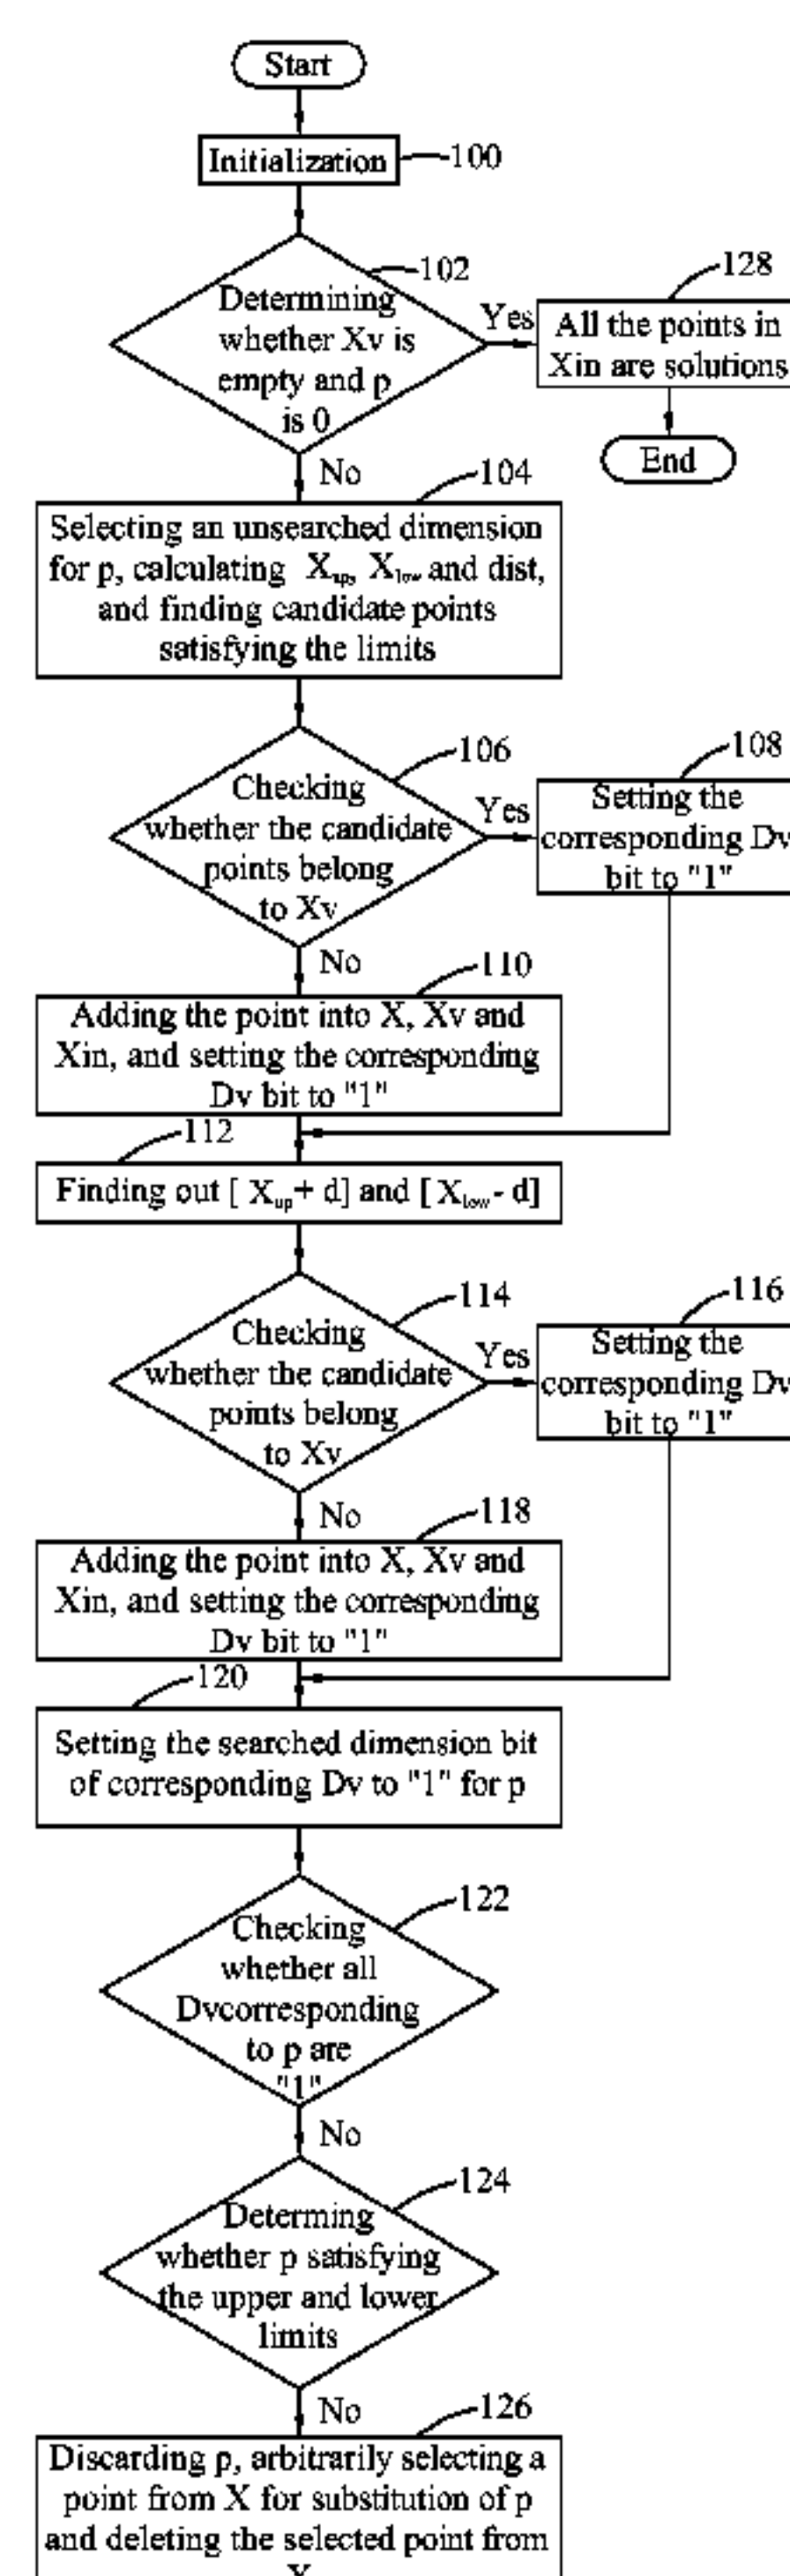 Start
Initialization
100
102
Determining
whether Xv is
empty and p
is 0
Yes
128
All the points in
Xin are solutions
End
No
104
Selecting an unsearched dimension
for p, calculating Xup, Xlow and dist,
and finding candidate points
satisfying the limits
106
Checking
whether the candidate
points belong
to Xv
Yes
108
Setting the
corresponding Dv
bit to "1"
No
110
Adding the point into X, Xv and
Xin, and setting the corresponding
Dv bit to "1"
112
Finding out [ Xup+ d] and [ Xlow- d]
114
Checking
whether the candidate
points belong
to Xv
Yes
116
Setting the
corresponding Dv
bit to "1"
No
118
Adding the point into X, Xv and
Xin, and setting the corresponding
Dv bit to "1"
120
Setting the searched dimension bit
of corresponding Dv to "1" for p
122
Checking
whether all
Dvcorresponding
to p are
"1"
No
124
Determing
whether p satisfying
the upper and lower
limits
No
126
Discarding p, arbitrarily selecting a
point from X for substitution of p
and deleting the selected point from
X